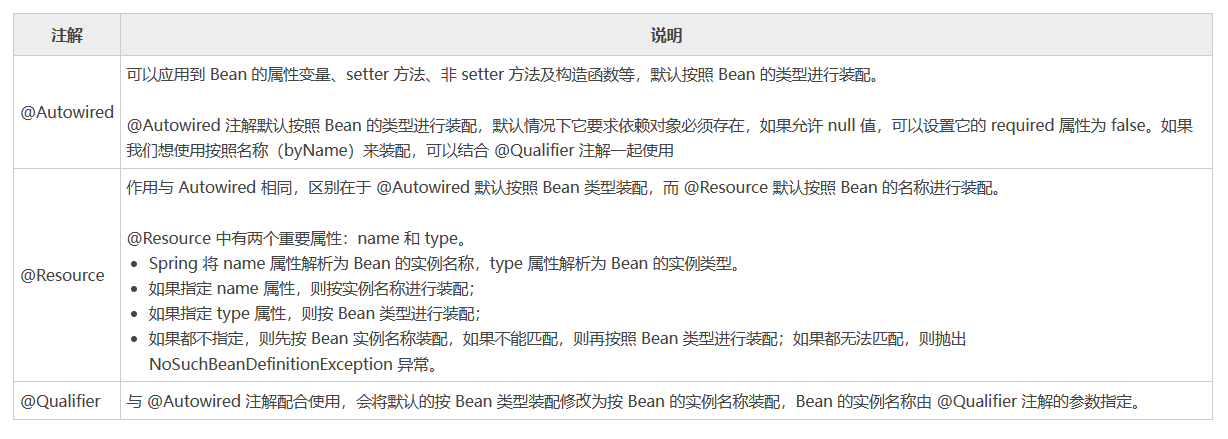 注解
说明
@Autowired
可以应用到 Bean 的属性变量、setter 方法、非 setter 方法及构造函数等，默认按照 Bean 的类型进行装配。
@Autowired 注解默认按照 Bean 的类型进行装配，默认情况下它要求依赖对象必须存在，如果允许 null 值，可以设置它的 required 属性为 false。如果
我们想使用按照名称（byName）来装配，可以结合 @Qualifier 注解一起使用
@Resource
作用与 Autowired 相同，区别在于 @Autowired 默认按照 Bean 类型装配，而 @Resource 默认按照 Bean 的名称进行装配。
@Resource 中有两个重要属性：name 和 type。
• Spring 将 name 属性解析为 Bean 的实例名称，type 属性解析为 Bean 的实例类型。
• 如果指定 name 属性，则按实例名称进行装配；
• 如果指定 type 属性，则按 Bean 类型进行装配；
• 如果都不指定，则先按 Bean 实例名称装配，如果不能匹配，则再按照 Bean 类型进行装配；如果都无法匹配，则抛出
NoSuchBeanDefinitionException 异常。
@Qualifier
与 @Autowired 注解配合使用，会将默认的按 Bean 类型装配修改为按 Bean 的实例名称装配，Bean 的实例名称由 @Qualifier 注解的参数指定。